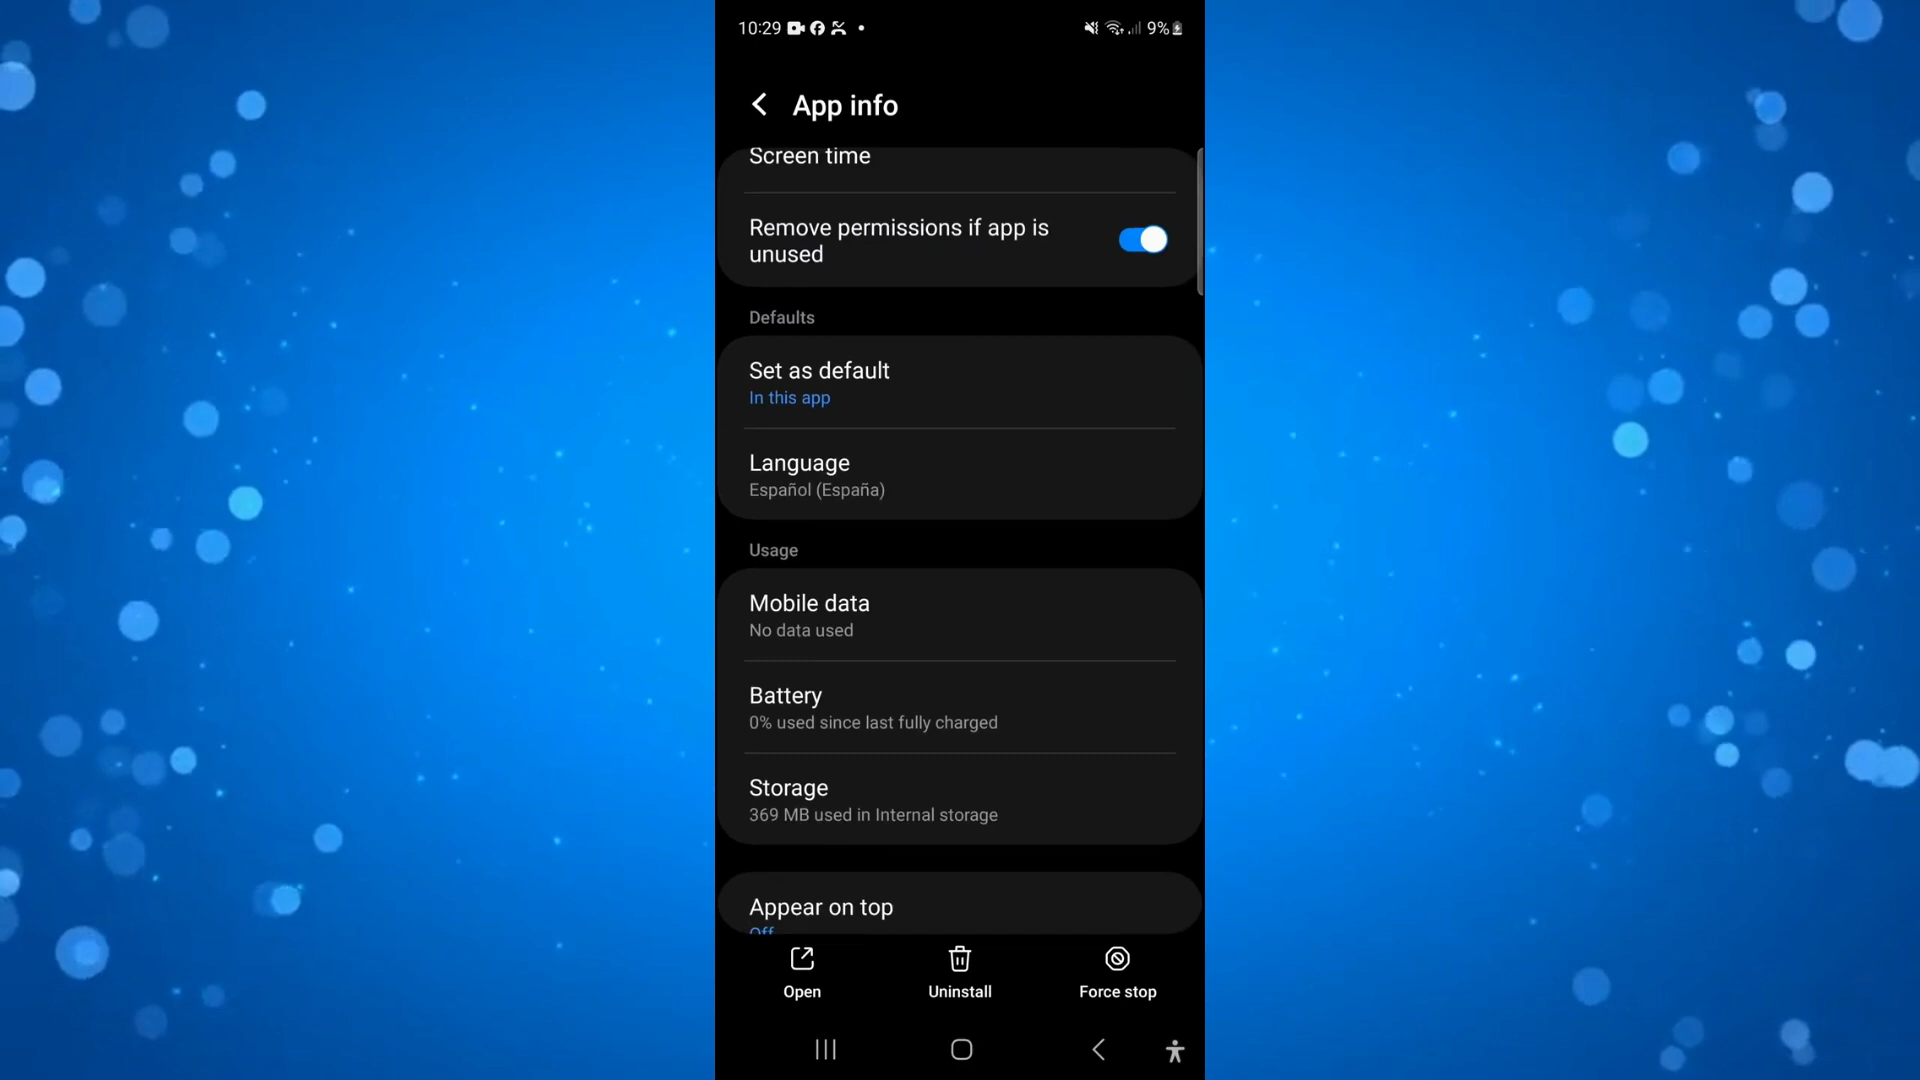 10:29
9%
App info
Screen time
Remove permissions if app is
unused
Defaults
Set as default
In this app
Language
Español (España)
Usage
Mobile data
No data used
Battery
0% used since last fully charged
Storage
369 MB used in Internal storage
Appear on top
Off
Open
Uninstall
Force stop